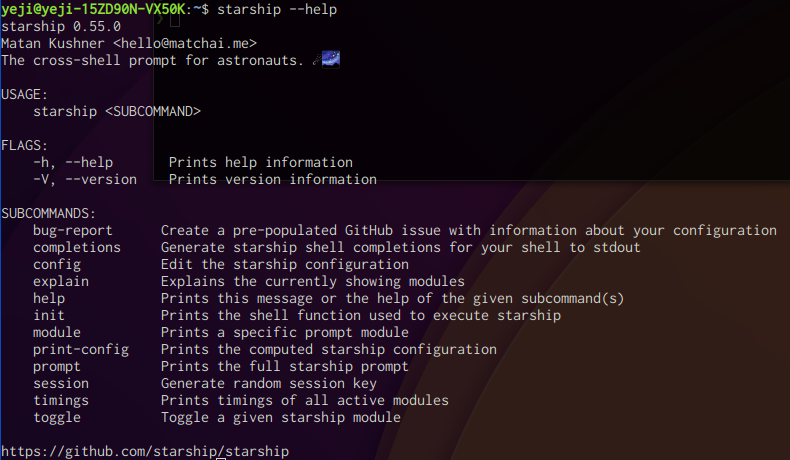 yeji@yeji-15ZD90N-VX50K:~$ starship --help
starship 0.55.0
Matan Kushner <hello@matchai.me>
The cross-shell prompt for astronauts. ☄🌌
USAGE:
    starship <SUBCOMMAND>
FLAGS:
    -h, --help       Prints help information
    -V, --version    Prints version information
SUBCOMMANDS:
    bug-report      Create a pre-populated GitHub issue with information about your configuration
    completions     Generate starship shell completions for your shell to stdout
    config          Edit the starship configuration
    explain         Explains the currently showing modules
    help            Prints this message or the help of the given subcommand(s)
    init            Prints the shell function used to execute starship
    module          Prints a specific prompt module
    print-config    Prints the computed starship configuration
    prompt          Prints the full starship prompt
    session         Generate random session key
    timings         Prints timings of all active modules
    toggle          Toggle a given starship module
https://github.com/starship/starship